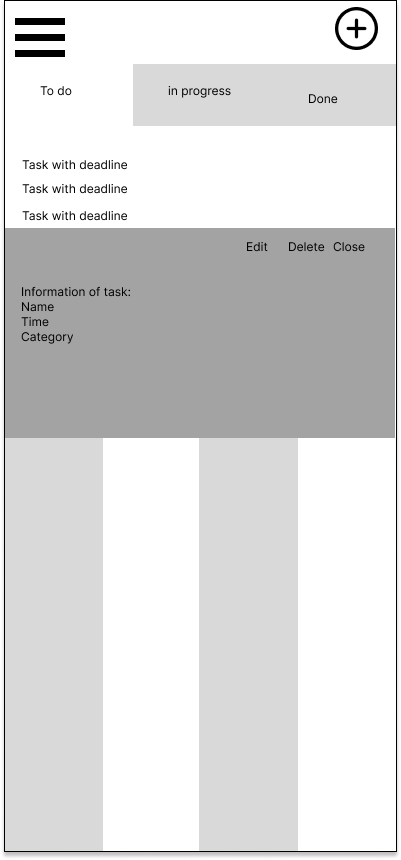 To do
in progress
Done
Task with deadline
Task with deadline
Task with deadline
Edit Delete Close
Information of task:
Name
Time
Category